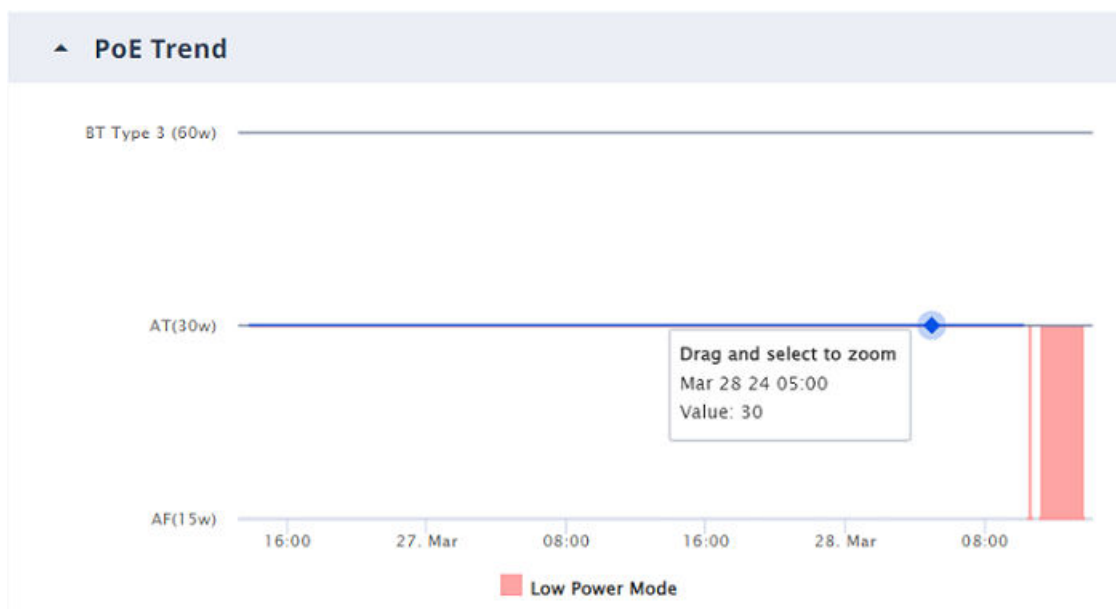 PoE Trend
BT Type 3 (60w)
AT(30w)
Drag and select to zoom
Mar 28 24 05:00
Value: 30
AF(15w)
16:00 27. Mar 08:00 16:00 28. Mar 08:00
Low Power Mode